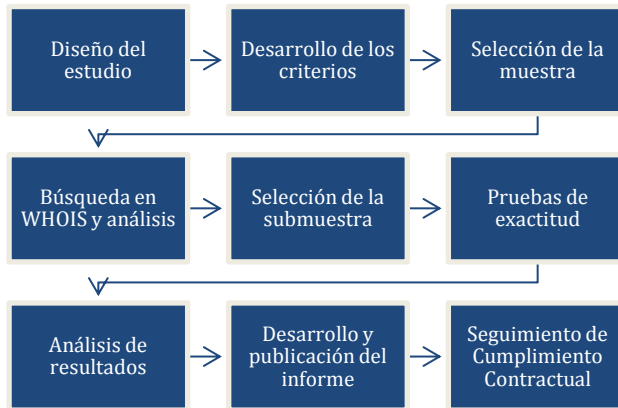 Diseño del
estudio
Desarrollo de los
criterios
Selección de la
muestra
Búsqueda en
WHOIS y análisis
Selección de la
submuestra
Pruebas de
exactitud
Análisis de
resultados
Desarrollo y
publicación del
informe
Seguimiento de
Cumplimiento
Contractual